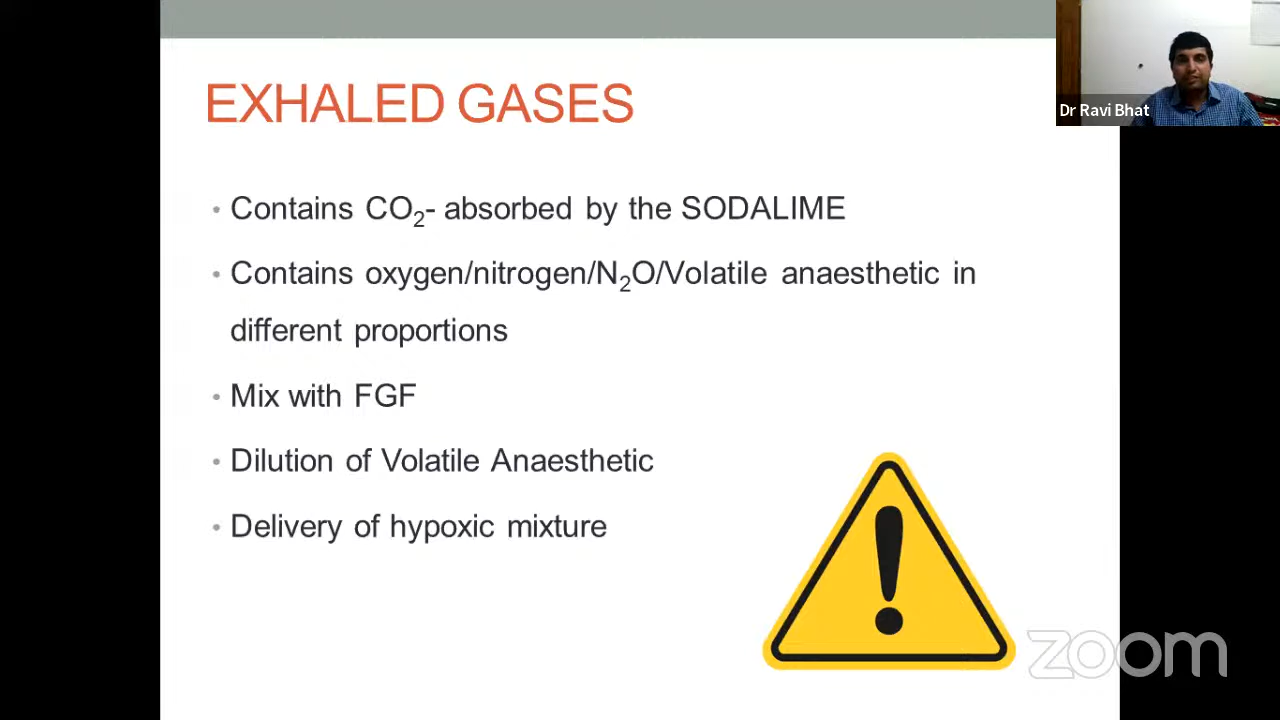 EXHALED GASES
Dr Ravi Bhat
• Contains CO₂- absorbed by the SODALIME
• Contains oxygen/nitrogen/N₂O/Volatile anaesthetic in
different proportions
• Mix with FGF
• Dilution of Volatile Anaesthetic
• Delivery of hypoxic mixture
zoom